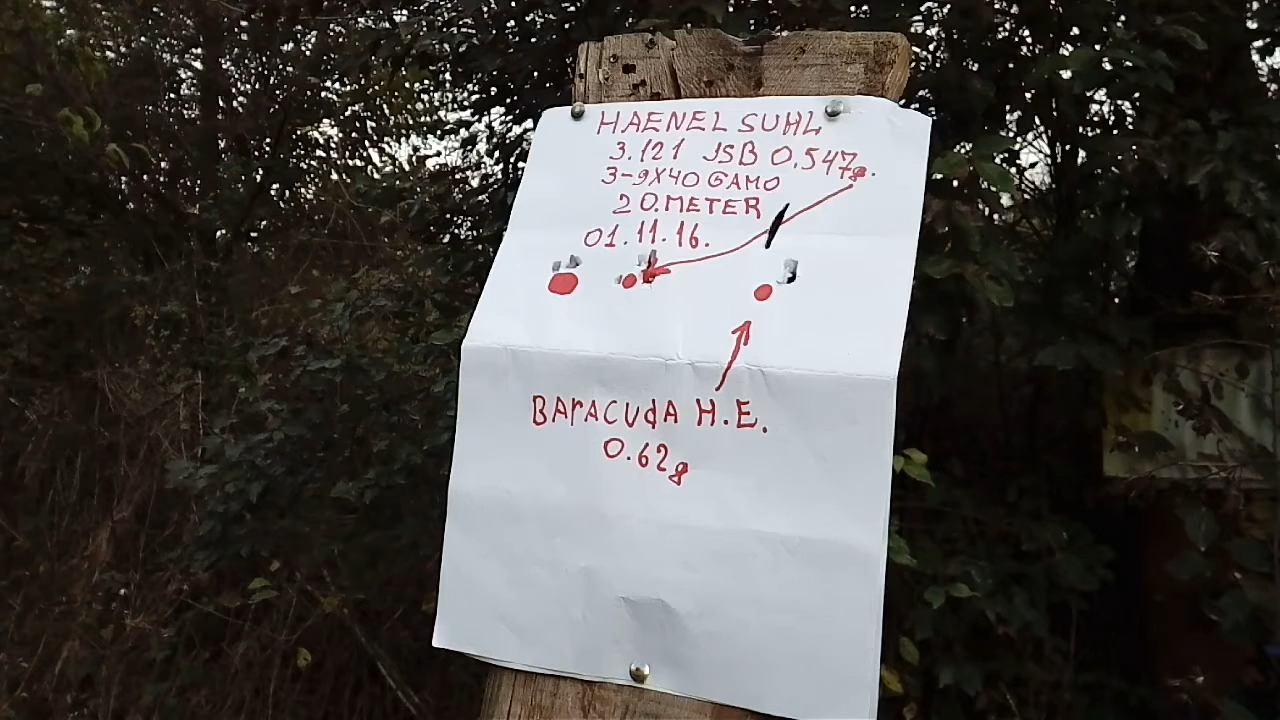 HAENEL SUHL
3.121 JSB 0,547g.
3-9X40 GAMO
20.METER
01.11.16.
BArACUdA H.E.
0.62g